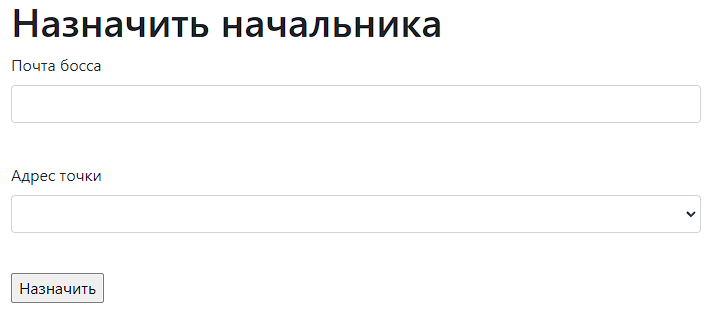 Назначить начальника
Почта босса
Адрес точки
Назначить